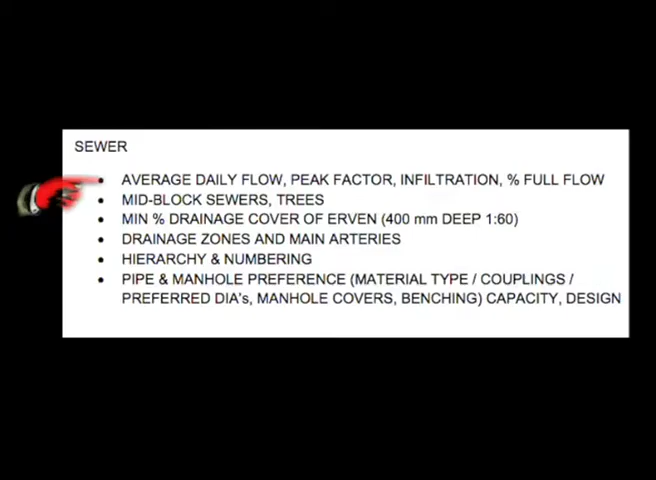 SEWER
• AVERAGE DAILY FLOW, PEAK FACTOR, INFILTRATION, % FULL FLOW
• MID-BLOCK SEWERS, TREES
• MIN % DRAINAGE COVER OF ERVEN (400 mm DEEP 1:60)
• DRAINAGE ZONES AND MAIN ARTERIES
• HIERARCHY & NUMBERING
• PIPE & MANHOLE PREFERENCE (MATERIAL TYPE / COUPLINGS /
PREFERRED DIA's, MANHOLE COVERS, BENCHING) CAPACITY, DESIGN